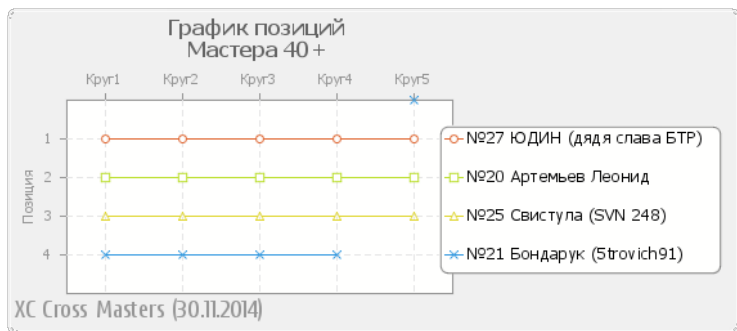 График позиций
Мастера 40+
Круг1 Круг2 Круг3 Круг4 Круг5
Позиция
1
2
3
4
№27 ЮДИН (дядя слава БТР)
№20 Артемьев Леонид
№25 Свистула (SVN 248)
№21 Бондарук (5trovich91)
XC Cross Masters (30.11.2014)